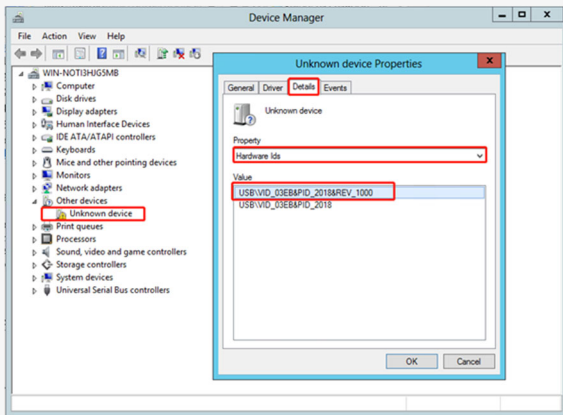 Device Manager
File Action View Help
WIN-NOTI3HJG5MB
Computer
Disk drives
Display adapters
Human Interface Devices
IDE ATA/ATAPI controllers
Keyboards
Mice and other pointing devices
Monitors
Network adapters
Other devices
Unknown device
Print queues
Processors
Sound, video and game controllers
Storage controllers
System devices
Universal Serial Bus controllers
Unknown device Properties
General Driver Details Events
Unknown device
Property
Hardware Ids
Value
USB\VID_03EB&PID_2018&REV_1000
USB\VID_03EB&PID_2018
OK Cancel